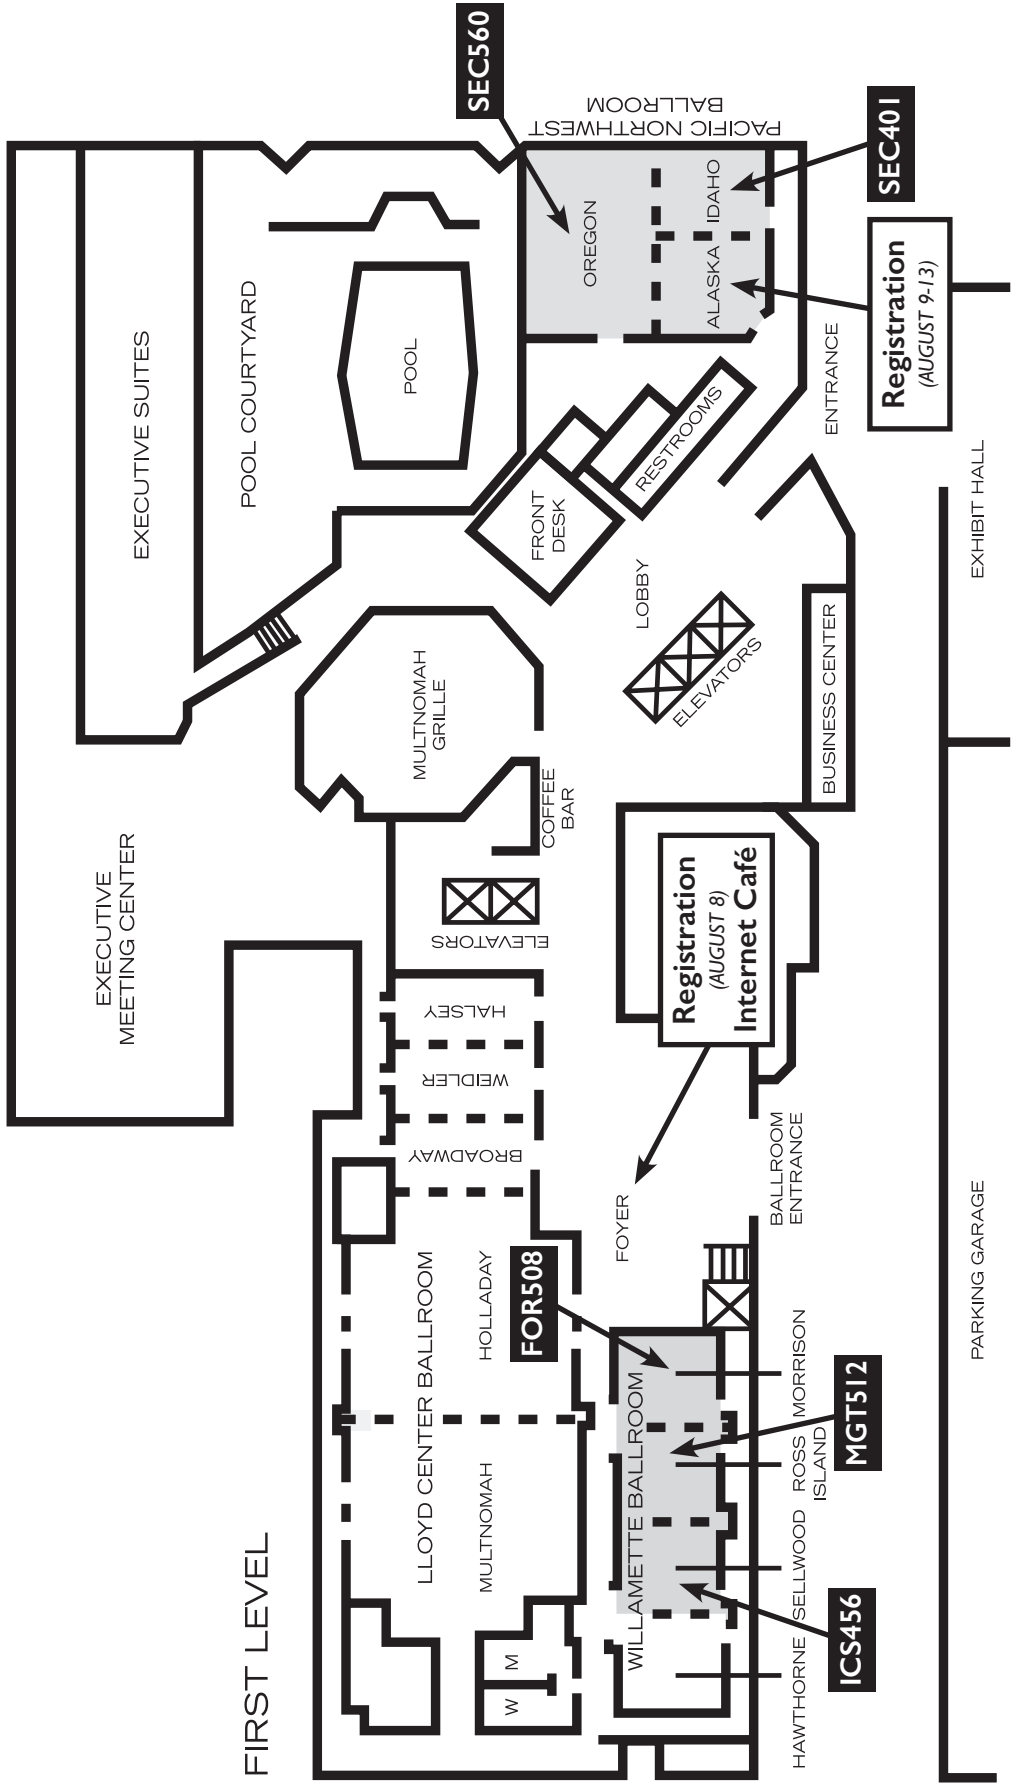 FIRST LEVEL
EXECUTIVE
MEETING CENTER
EXECUTIVE SUITES
POOL COURTYARD
POOL
MULTNOMAH
GRILLE
COFFEE
BAR
ELEVATORS
HALSEY
WEIDLER
BROADWAY
LLOYD CENTER BALLROOM
HOLLADAY
MULTNOMAH
W
M
SEC560
PACIFIC NORTHWEST
BALLROOM
OREGON
ALASKA
IDAHO
SEC401
Registration
(AUGUST 9-13)
RESTROOMS
FRONT
DESK
LOBBY
ELEVATORS
ENTRANCE
BUSINESS CENTER
Registration
(AUGUST 8)
Internet Café
FOYER
BALLROOM
ENTRANCE
FOR508
WILLAMETTE BALLROOM
MGT512
ICS456
HAWTHORNE
SELLWOOD
ROSS
ISLAND
MORRISON
PARKING GARAGE
EXHIBIT HALL